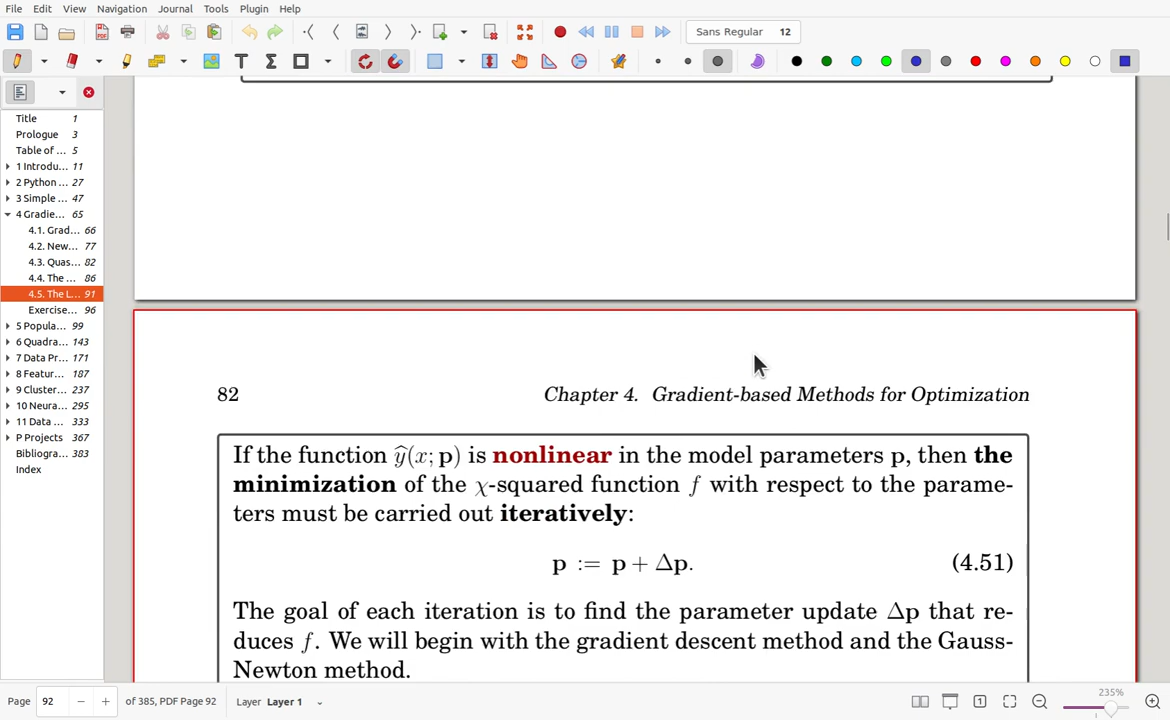 File Edit View Navigation Journal Tools Plugin Help
Sans Regular 12
Title 1
Prologue 3
Table of ... 5
1 Introdu... 11
2 Python ... 27
3 Simple ... 47
4 Gradie... 65
4.1. Grad... 66
4.2. New... 77
4.3. Quas... 82
4.4. The ... 86
4.5. The L... 91
Exercise... 96
5 Popula... 99
6 Quadra... 143
7 Data Pr... 171
8 Featur... 187
9 Cluster... 237
10 Neura... 295
11 Data ... 333
P Projects 367
Bibliogra... 383
Index
82 Chapter 4. Gradient-based Methods for Optimization
If the function ŷ(x; p) is nonlinear in the model parameters p, then the
minimization of the χ-squared function f with respect to the parame-
ters must be carried out iteratively:
p := p + Δp. (4.51)
The goal of each iteration is to find the parameter update Δp that re-
duces f. We will begin with the gradient descent method and the Gauss-
Newton method.
Page 92 − + of 385, PDF Page 92 Layer Layer 1 235%